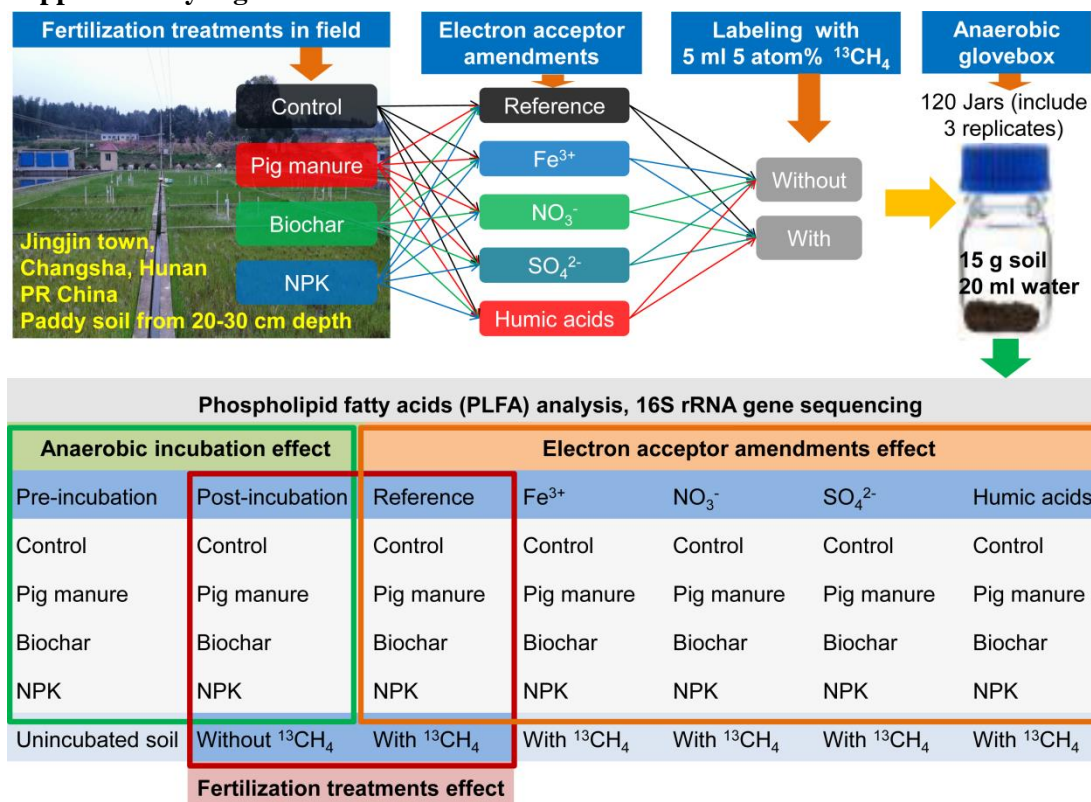 Fertilization treatments in field
Electron acceptor
amendments
Labeling with
5 ml 5 atom% ¹³CH₄
Anaerobic
glovebox
Control
Pig manure
Biochar
NPK
Jingjin town,
Changsha, Hunan
PR China
Paddy soil from 20-30 cm depth
Reference
Fe³⁺
NO₃⁻
SO₄²⁻
Humic acids
Without
With
120 Jars (include
3 replicates)
15 g soil
20 ml water
Phospholipid fatty acids (PLFA) analysis, 16S rRNA gene sequencing
Anaerobic incubation effect Electron acceptor amendments effect
Pre-incubation Post-incubation Reference Fe³⁺ NO₃⁻ SO₄²⁻ Humic acids
Control Control Control Control Control Control Control
Pig manure Pig manure Pig manure Pig manure Pig manure Pig manure Pig manure
Biochar Biochar Biochar Biochar Biochar Biochar Biochar
NPK NPK NPK NPK NPK NPK NPK
Unincubated soil Without ¹³CH₄ With ¹³CH₄ With ¹³CH₄ With ¹³CH₄ With ¹³CH₄ With ¹³CH₄
Fertilization treatments effect